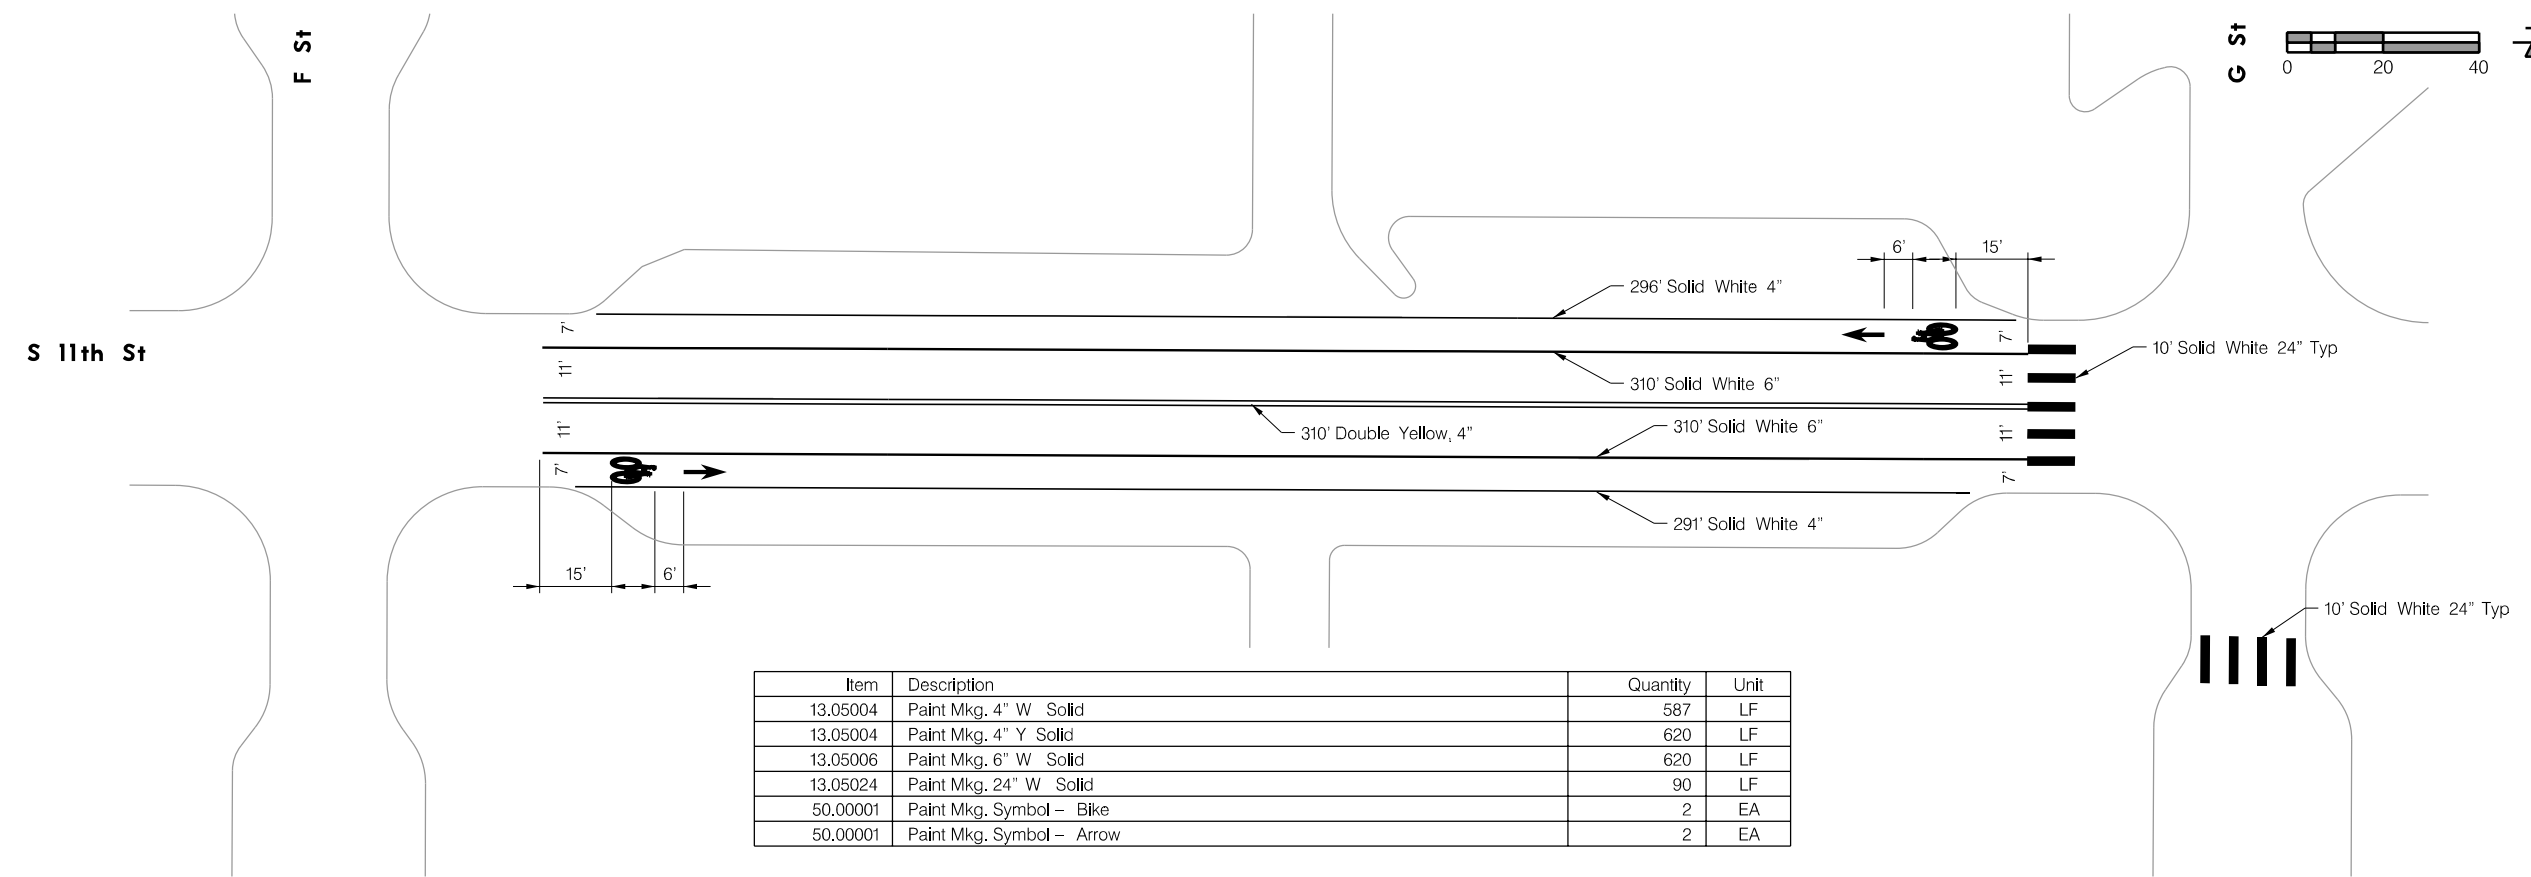 F St
G St
0 20 40
6' 15'
296' Solid White 4"
7' 7'
S 11th St
10' Solid White 24" Typ
11' 11'
310' Solid White 6"
310' Double Yellow, 4"
310' Solid White 6"
11' 11'
7' 7'
291' Solid White 4"
15' 6'
10' Solid White 24" Typ
Item Description Quantity Unit
13.05004 Paint Mkg. 4" W Solid 587 LF
13.05004 Paint Mkg. 4" Y Solid 620 LF
13.05006 Paint Mkg. 6" W Solid 620 LF
13.05024 Paint Mkg. 24" W Solid 90 LF
50.00001 Paint Mkg. Symbol – Bike 2 EA
50.00001 Paint Mkg. Symbol – Arrow 2 EA